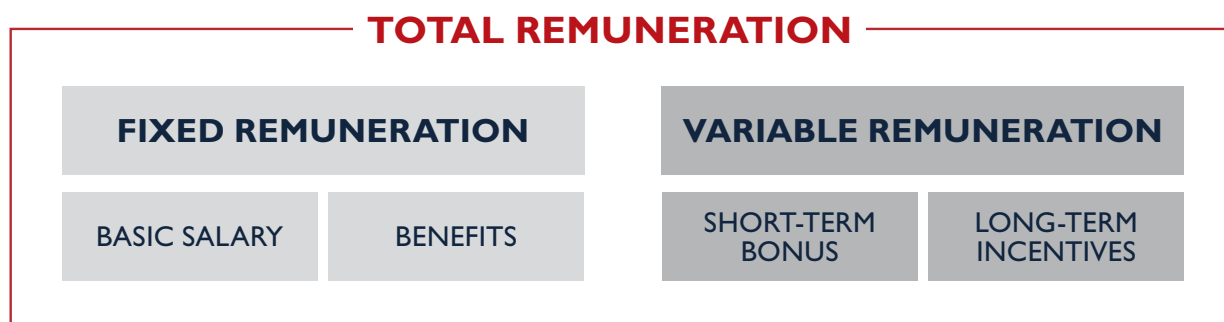 TOTAL REMUNERATION
FIXED REMUNERATION
VARIABLE REMUNERATION
BASIC SALARY
BENEFITS
SHORT-TERM
BONUS
LONG-TERM
INCENTIVES